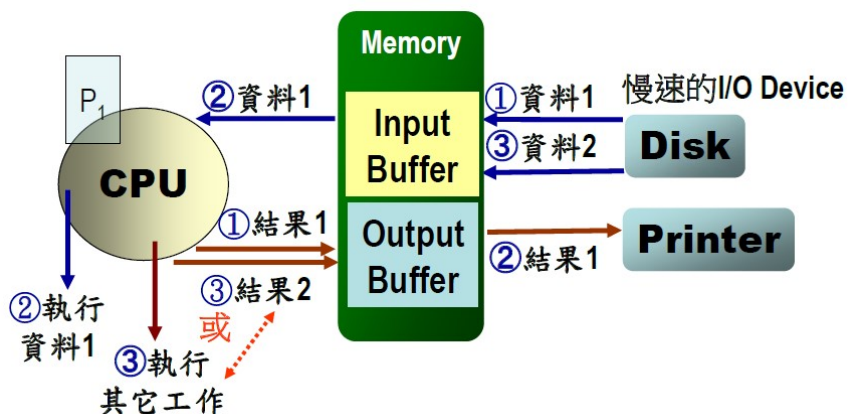 Memory
P1
②資料1
①資料1
慢速的I/O Device
Input
Buffer
③資料2
Disk
CPU
①結果1
Output
Buffer
②結果1
Printer
③結果2
或
②執行
資料1
③執行
其它工作